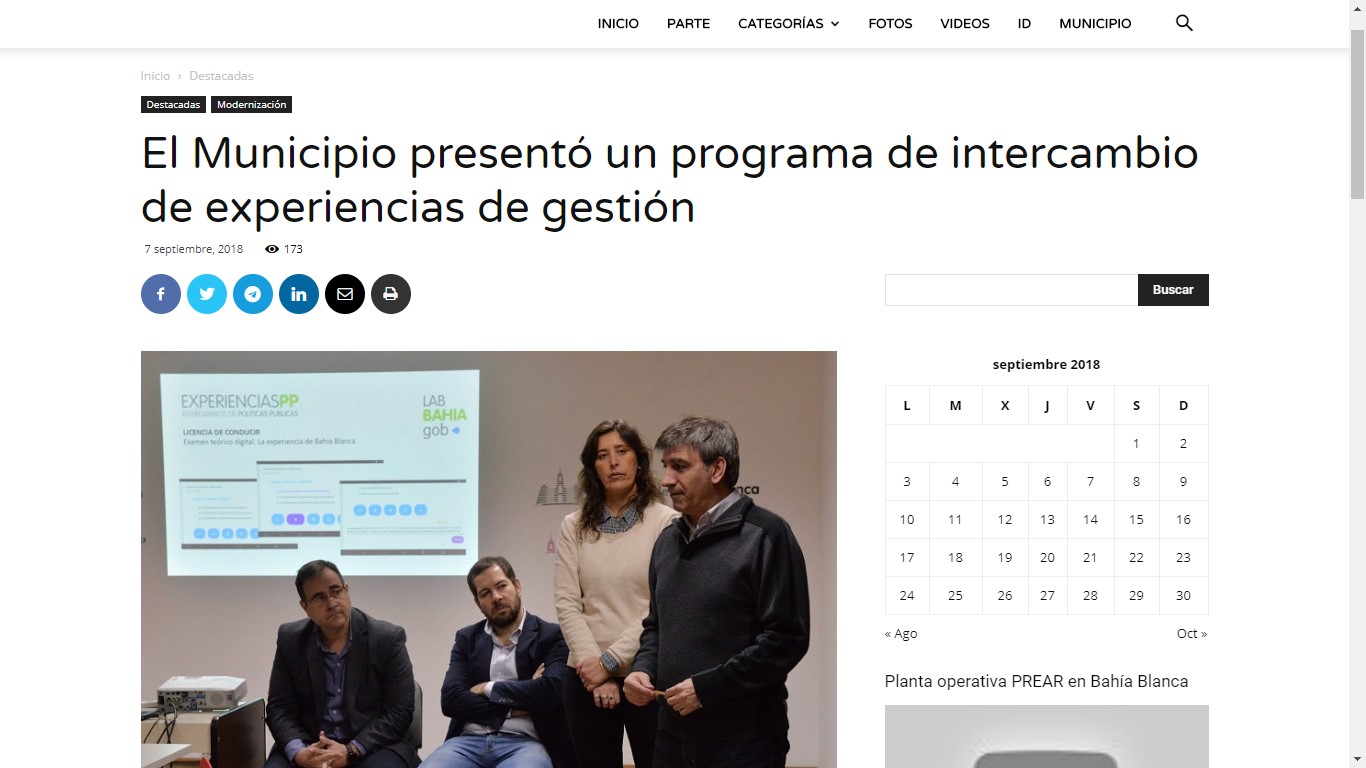 INICIO PARTE CATEGORÍAS FOTOS VIDEOS ID MUNICIPIO
Inicio › Destacadas
Destacadas Modernización
El Municipio presentó un programa de intercambio
de experiencias de gestión
7 septiembre, 2018 173
Buscar
EXPERIENCIASPP
INTERCAMBIOS DE POLÍTICAS PÚBLICAS
LAB
BAHIA
gob
LICENCIA DE CONDUCIR
Examen teórico digital. La experiencia de Bahía Blanca.
septiembre 2018
L M X J V S D
1 2
3 4 5 6 7 8 9
10 11 12 13 14 15 16
17 18 19 20 21 22 23
24 25 26 27 28 29 30
« Ago Oct »
Planta operativa PREAR en Bahía Blanca